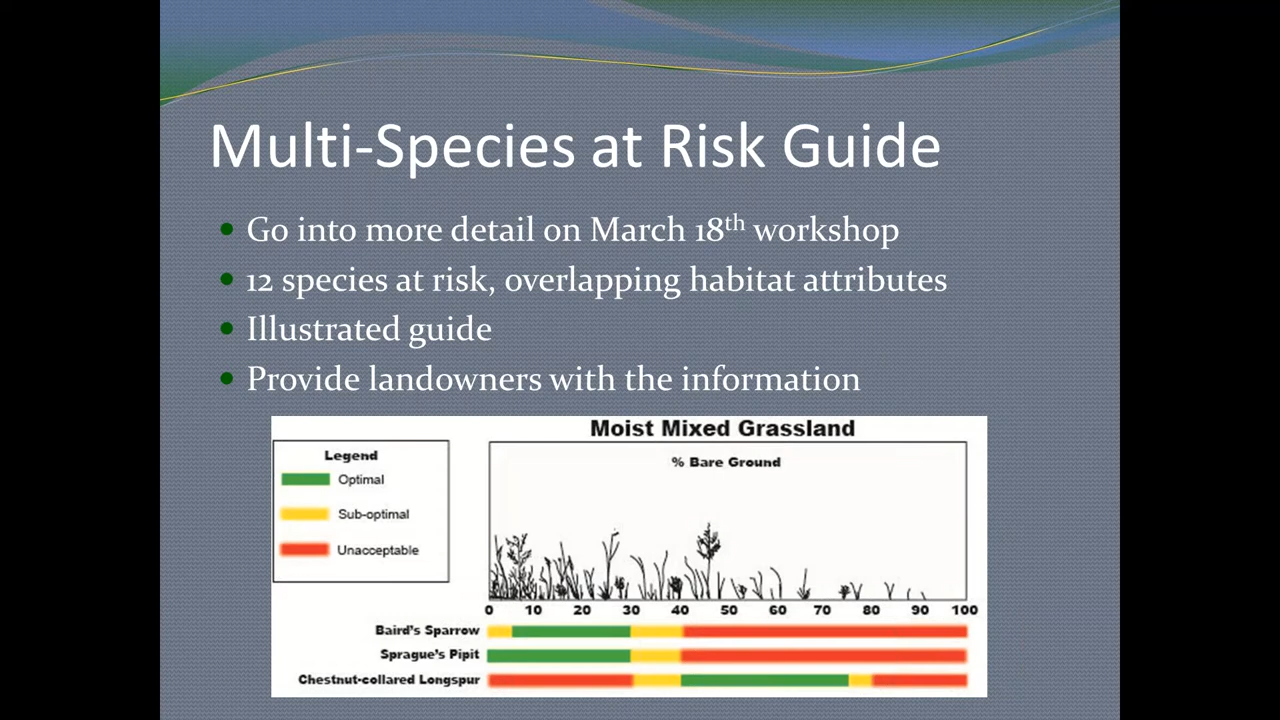 Multi-Species at Risk Guide
• Go into more detail on March 18th workshop
• 12 species at risk, overlapping habitat attributes
• Illustrated guide
• Provide landowners with the information
Moist Mixed Grassland
Legend
Optimal
Sub-optimal
Unacceptable
% Bare Ground
0 10 20 30 40 50 60 70 80 90 100
Baird's Sparrow
Sprague's Pipit
Chestnut-collared Longspur